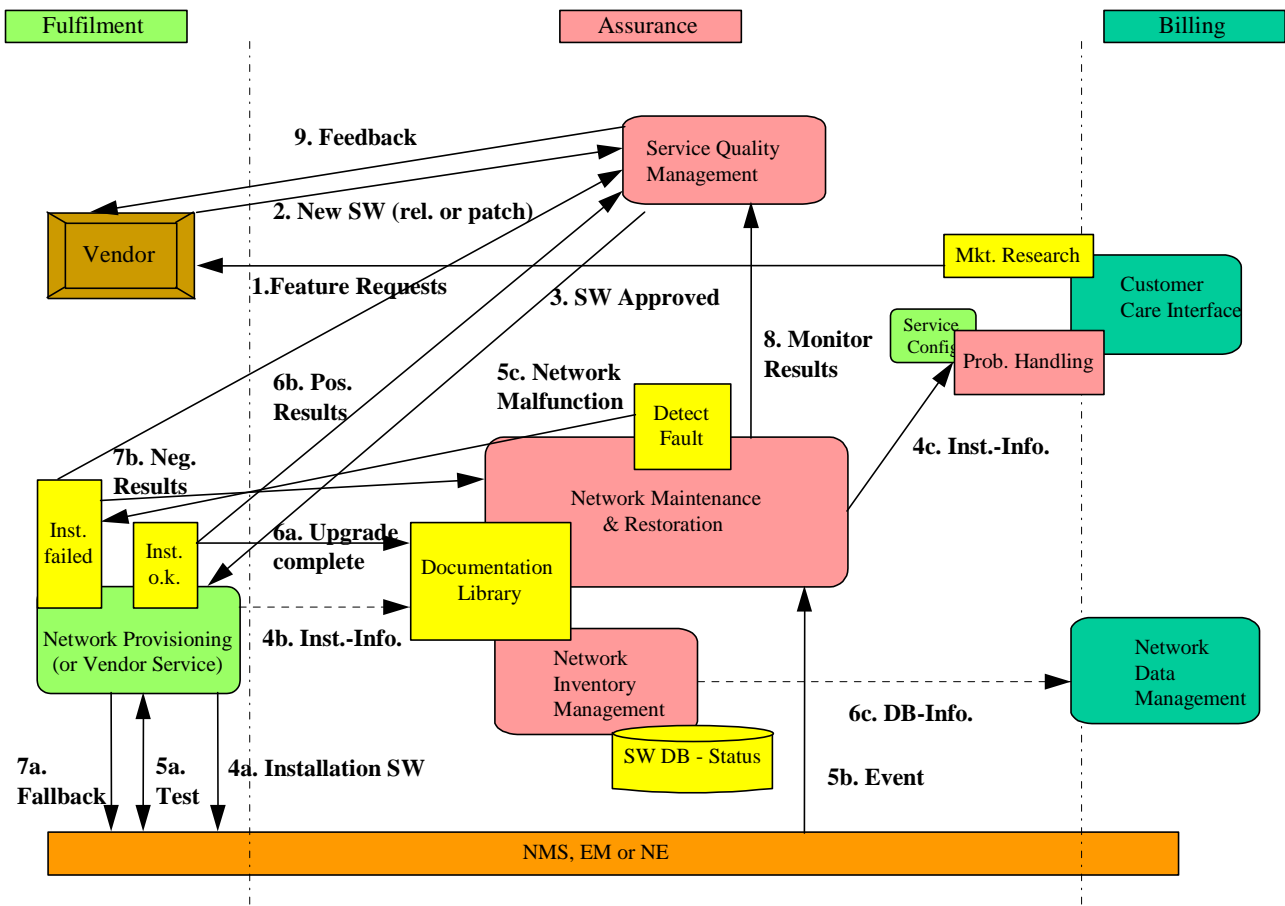 Fulfilment
Assurance
Billing
9. Feedback
Service Quality
Management
2. New SW (rel. or patch)
Vendor
Mkt. Research
1.Feature Requests
3. SW Approved
Customer
Care Interface
Service
Config
Prob. Handling
8. Monitor
Results
6b. Pos.
Results
5c. Network
Malfunction
Detect
Fault
4c. Inst.-Info.
7b. Neg.
Results
Network Maintenance
& Restoration
Inst.
failed
Inst.
o.k.
6a. Upgrade
complete
Documentation
Library
4b. Inst.-Info.
Network Provisioning
(or Vendor Service)
Network
Inventory
Management
Network
Data
Management
6c. DB-Info.
SW DB - Status
7a.
Fallback
5a.
Test
4a. Installation SW
5b. Event
NMS, EM or NE